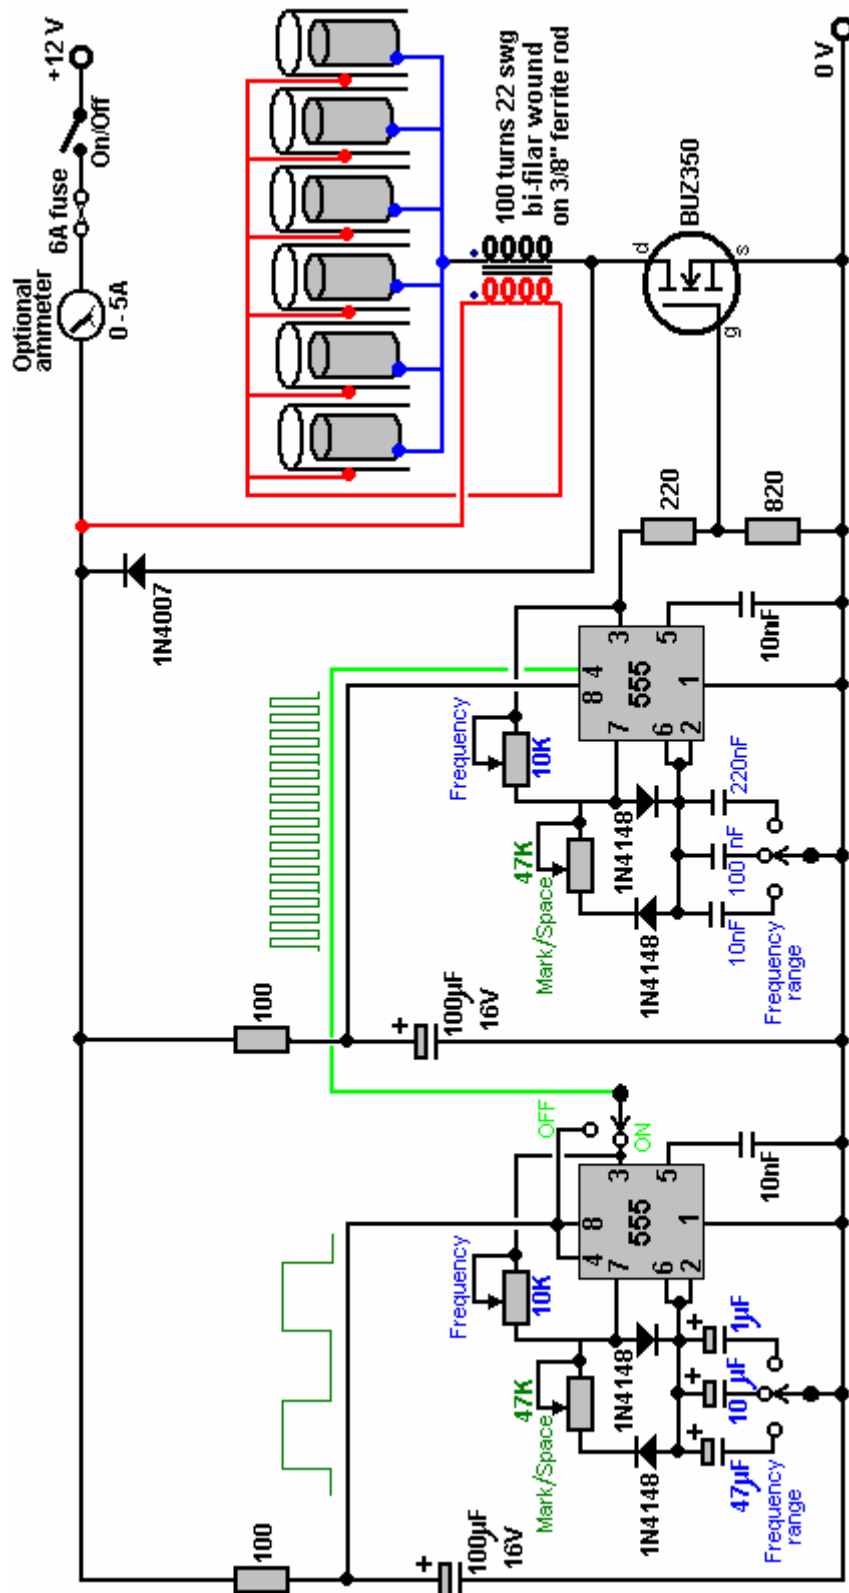 +12 V
On/Off
6A fuse
Optional
ammeter
0 - 5A
100 turns 22 swg
bi-filar wound
on 3/8" ferrite rod
0 V
BUZ350
d
s
g
1N4007
220
820
Frequency
10K
47K
Mark/Space
1N4148
1N4148
3
4
8
5
555
7
6
2
1
10nF
220nF
100 nF
10nF
Frequency
range
100
+
100µF
16V
OFF
ON
Frequency
10K
47K
Mark/Space
1N4148
1N4148
3
8
4
5
555
7
6
2
1
10nF
+
1µF
+
10 µF
+
47µF
Frequency
range
100
+
100µF
16V